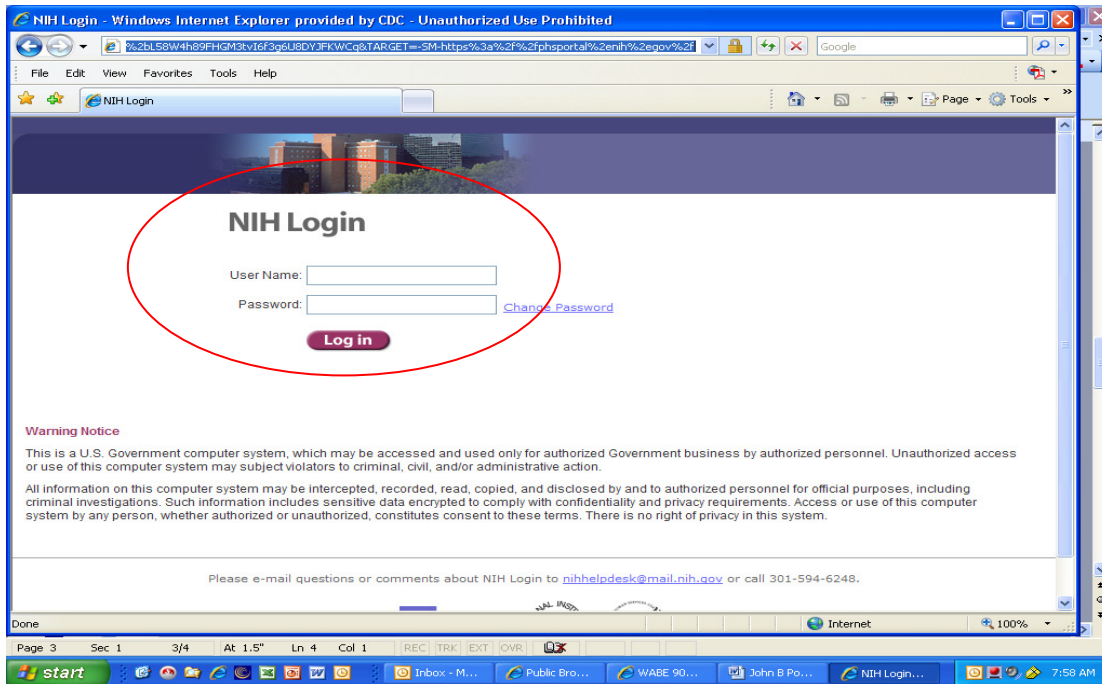 NIH Login - Windows Internet Explorer provided by CDC - Unauthorized Use Prohibited
%2bL58W4h89FHGM3tvI6f3g6U8DYJFKWCq&TARGET=-SM-https%3a%2f%2fphsportal%2enih%2egov%2f
Google
File Edit View Favorites Tools Help
NIH Login
Page Tools
NIH Login
User Name:
Password:
Change Password
Log in
Warning Notice
This is a U.S. Government computer system, which may be accessed and used only for authorized Government business by authorized personnel. Unauthorized access
or use of this computer system may subject violators to criminal, civil, and/or administrative action.
All information on this computer system may be intercepted, recorded, read, copied, and disclosed by and to authorized personnel for official purposes, including
criminal investigations. Such information includes sensitive data encrypted to comply with confidentiality and privacy requirements. Access or use of this computer
system by any person, whether authorized or unauthorized, constitutes consent to these terms. There is no right of privacy in this system.
Please e-mail questions or comments about NIH Login to nihhelpdesk@mail.nih.gov or call 301-594-6248.
Done Internet 100%
Page 3 Sec 1 3/4 At 1.5" Ln 4 Col 1 REC TRK EXT OVR
start Inbox - M... Public Bro... WABE 90... John B Po... NIH Login... 7:58 AM